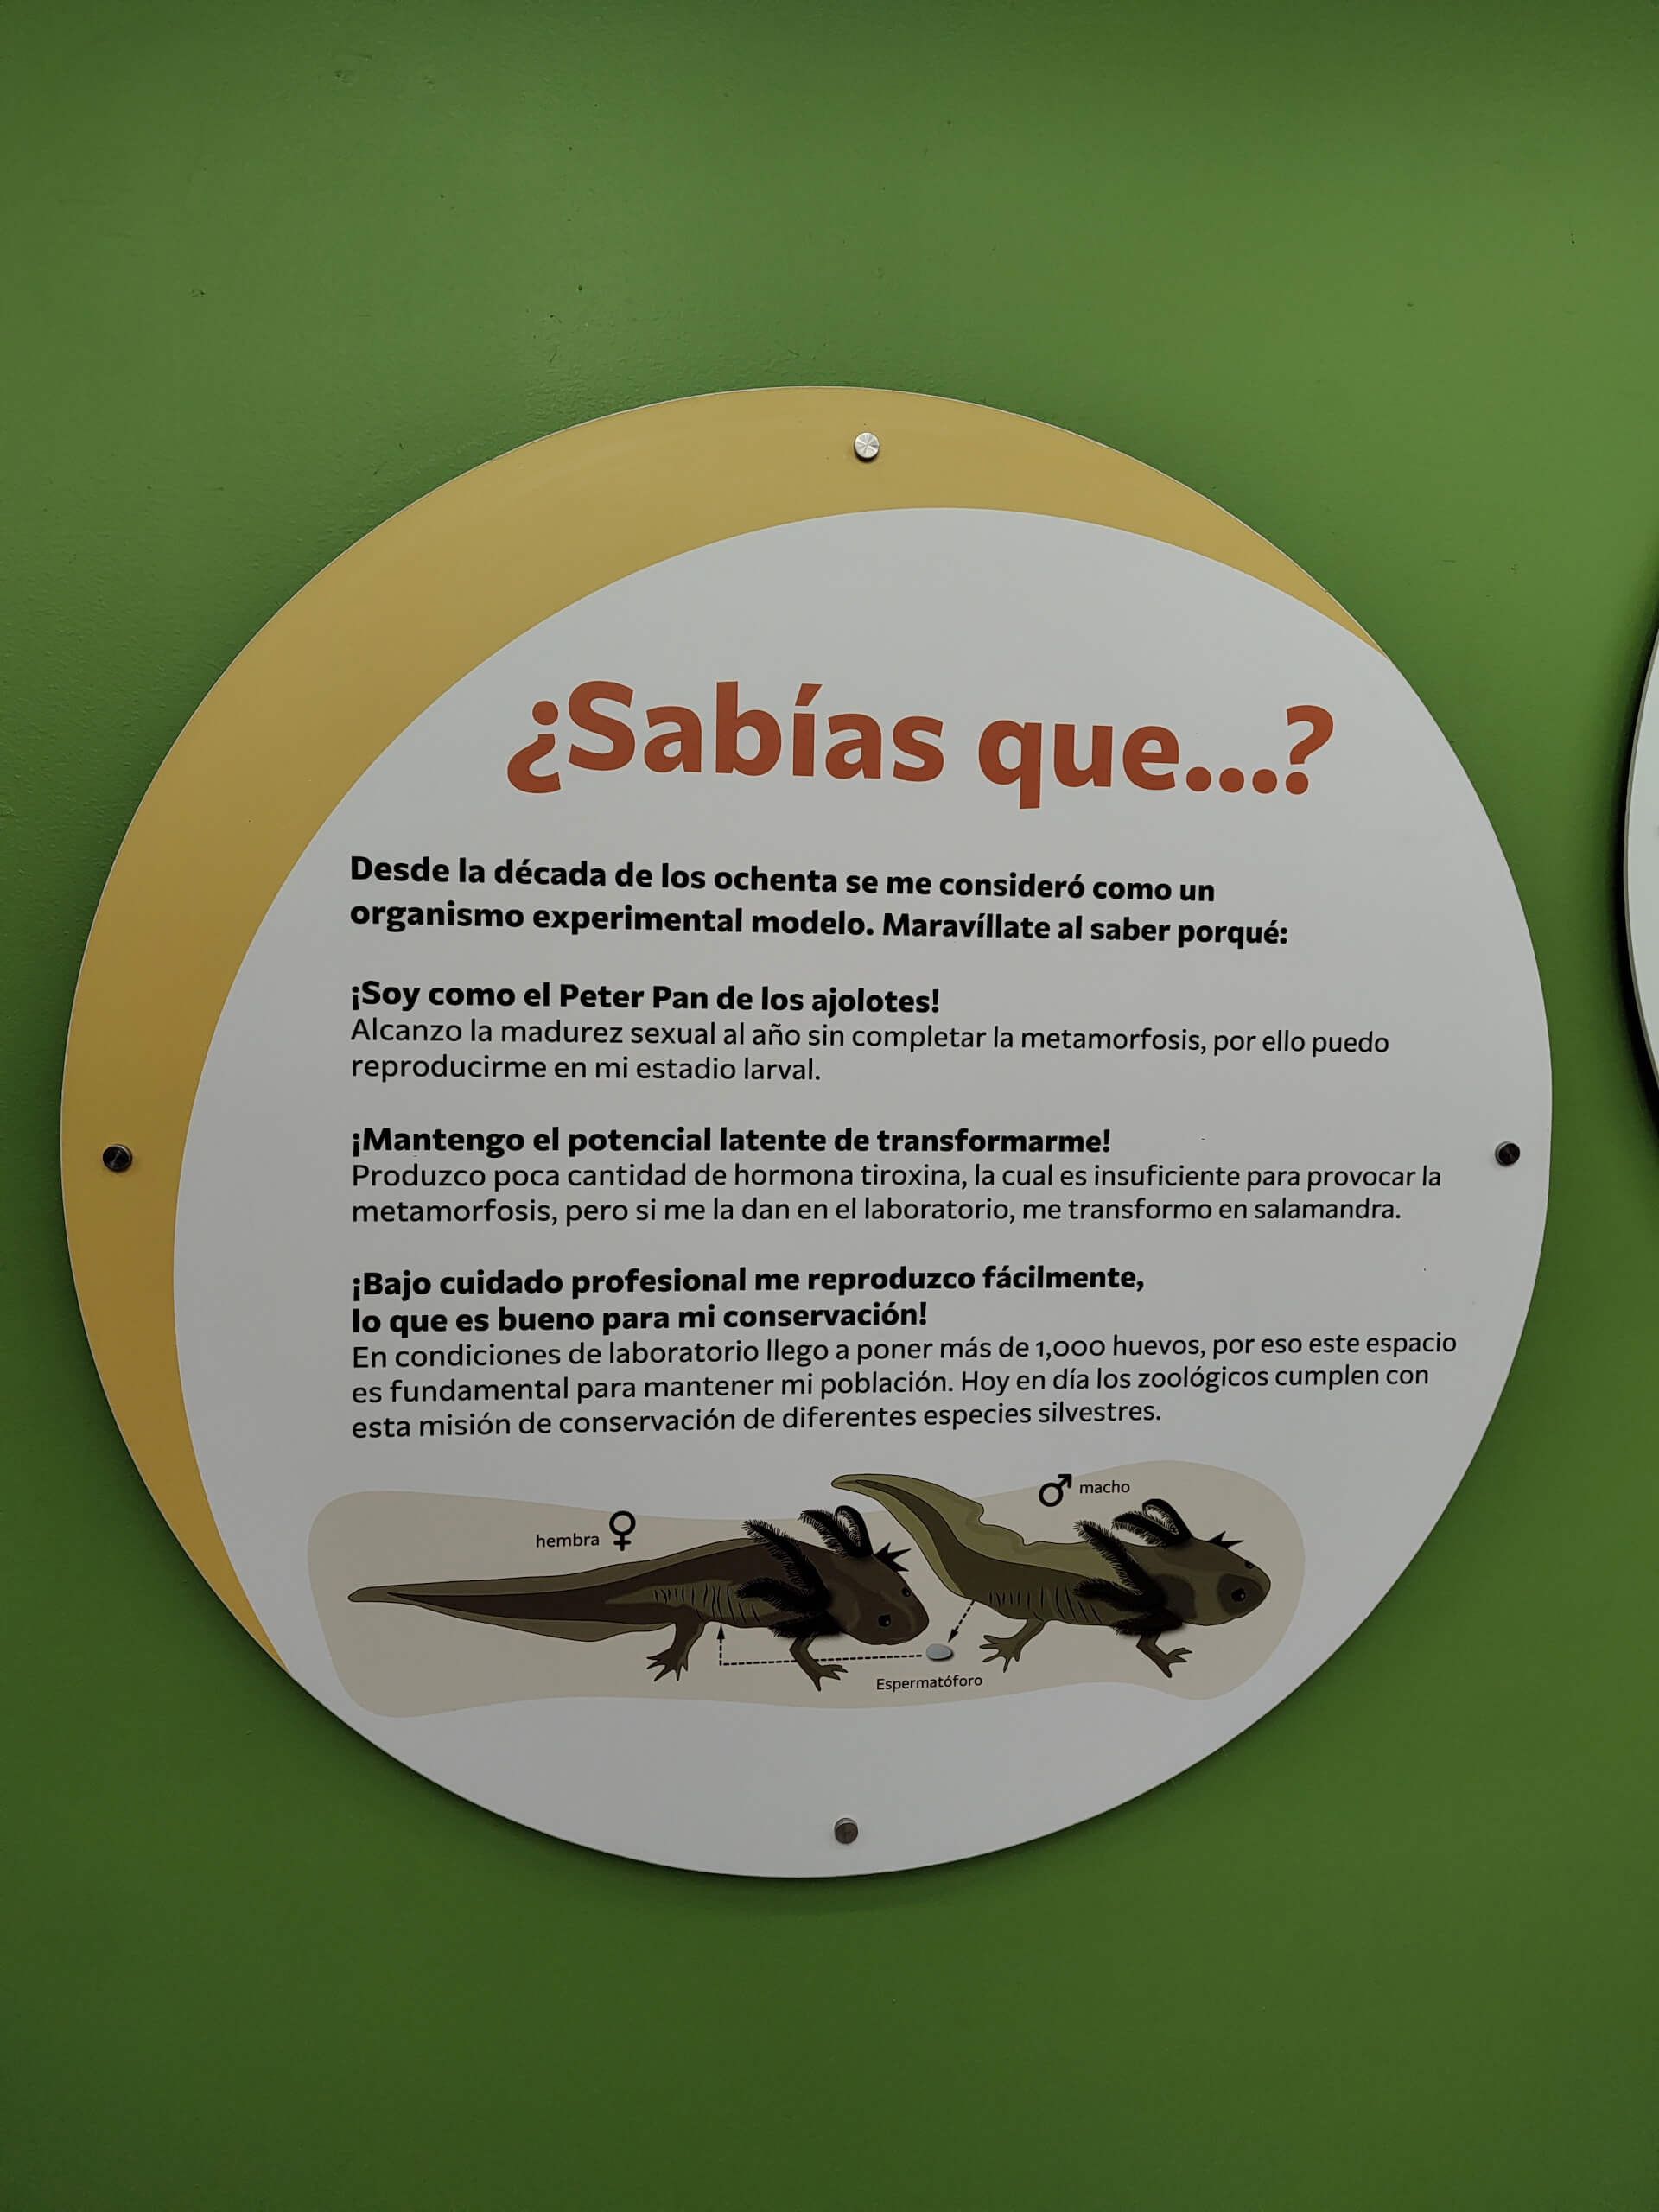 ¿Sabías que...?
Desde la década de los ochenta se me consideró como un
organismo experimental modelo. Maravíllate al saber porqué:
¡Soy como el Peter Pan de los ajolotes!
Alcanzo la madurez sexual al año sin completar la metamorfosis, por ello puedo
reproducirme en mi estadio larval.
¡Mantengo el potencial latente de transformarme!
Produzco poca cantidad de hormona tiroxina, la cual es insuficiente para provocar la
metamorfosis, pero si me la dan en el laboratorio, me transformo en salamandra.
¡Bajo cuidado profesional me reproduzco fácilmente,
lo que es bueno para mi conservación!
En condiciones de laboratorio llego a poner más de 1,000 huevos, por eso este espacio
es fundamental para mantener mi población. Hoy en día los zoológicos cumplen con
esta misión de conservación de diferentes especies silvestres.
♂ macho
hembra ♀
Espermatóforo